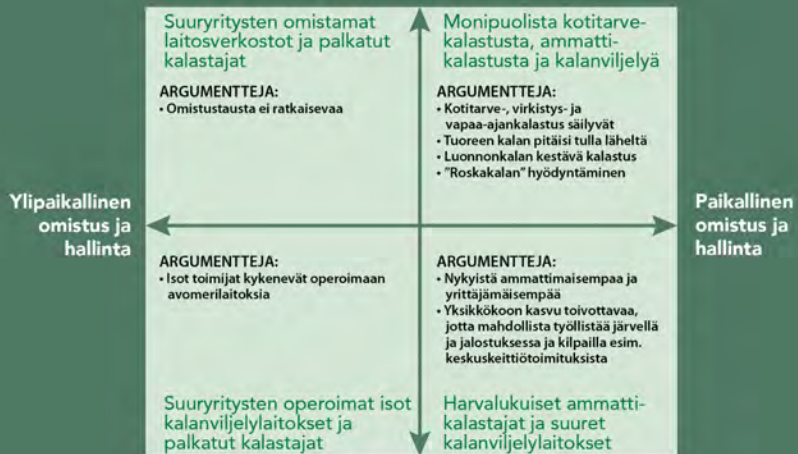 Suuryritysten omistamat
laitosverkostot ja palkatut
kalastajat
ARGUMENTTEJA:
• Omistustausta ei ratkaisevaa
Monipuolista kotitarve-
kalastusta, ammatti-
kalastusta ja kalanviljelyä
ARGUMENTTEJA:
• Kotitarve-, virkistys- ja
vapaa-ajankalastus säilyvät
• Tuoreen kalan pitäisi tulla läheltä
• Luonnonkalan kestävä kalastus
• "Roskakalan" hyödyntäminen
Ylipaikallinen
omistus ja
hallinta
Paikallinen
omistus ja
hallinta
ARGUMENTTEJA:
• Isot toimijat kykenevät operoimaan
avomerilaitoksia
Suuryritysten operoimat isot
kalanviljelylaitokset ja
palkatut kalastajat
ARGUMENTTEJA:
• Nykyistä ammattimaisempaa ja
yrittäjämäisempää
• Yksikkökoon kasvu toivottavaa,
jotta mahdollista työllistää järvellä
ja jalostuksessa ja kilpailla esim.
keskuskeittiötoimituksista
Harvalukuiset ammatti-
kalastajat ja suuret
kalanviljelylaitokset